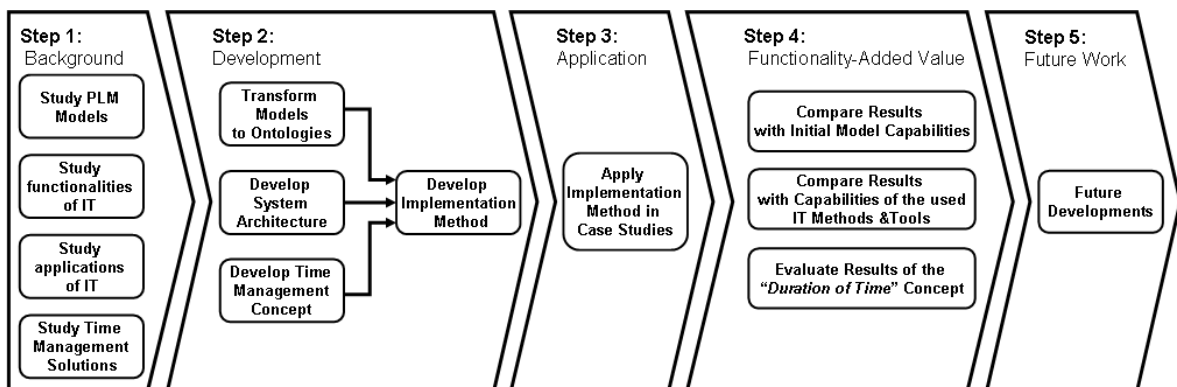 Step 1:
Background
Study PLM
Models
Study
functionalities
of IT
Study
applications
of IT
Study Time
Management
Solutions
Step 2:
Development
Transform
Models
to Ontologies
Develop
System
Architecture
Develop Time
Management
Concept
Develop
Implementation
Method
Step 3:
Application
Apply
Implementation
Method in
Case Studies
Step 4:
Functionality-Added Value
Compare Results
with Initial Model Capabilities
Compare Results
with Capabilities of the used
IT Methods &Tools
Evaluate Results of the
“Duration of Time” Concept
Step 5:
Future Work
Future
Developments